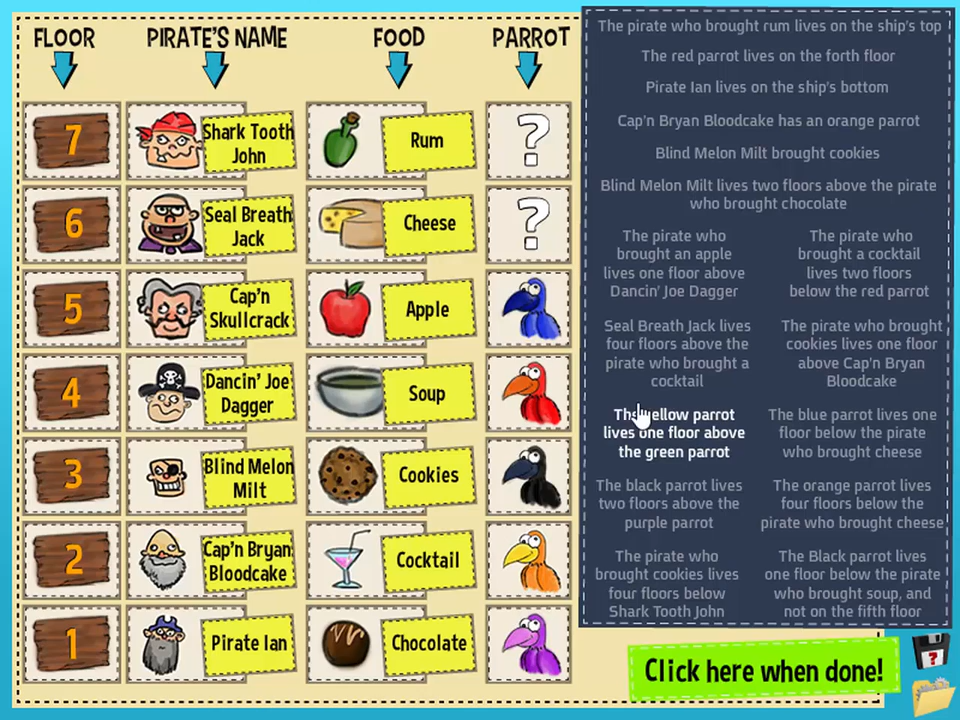 FLOOR
PIRATE'S NAME
FOOD
PARROT
7
Shark Tooth
John
Rum
?
6
Seal Breath
Jack
Cheese
?
5
Cap'n
Skullcrack
Apple
4
Dancin' Joe
Dagger
Soup
3
Blind Melon
Milt
Cookies
2
Cap'n Bryan
Bloodcake
Cocktail
1
Pirate Ian
Chocolate
The pirate who brought rum lives on the ship's top
The red parrot lives on the forth floor
Pirate Ian lives on the ship's bottom
Cap'n Bryan Bloodcake has an orange parrot
Blind Melon Milt brought cookies
Blind Melon Milt lives two floors above the pirate
who brought chocolate
The pirate who
brought an apple
lives one floor above
Dancin' Joe Dagger
The pirate who
brought a cocktail
lives two floors
below the red parrot
Seal Breath Jack lives
four floors above the
pirate who brought a
cocktail
The pirate who brought
cookies lives one floor
above Cap'n Bryan
Bloodcake
The yellow parrot
lives one floor above
the green parrot
The blue parrot lives one
floor below the pirate
who brought cheese
The black parrot lives
two floors above the
purple parrot
The orange parrot lives
four floors below the
pirate who brought cheese
The pirate who
brought cookies lives
four floors below
Shark Tooth John
The Black parrot lives
one floor below the pirate
who brought soup, and
not on the fifth floor
Click here when done!
?